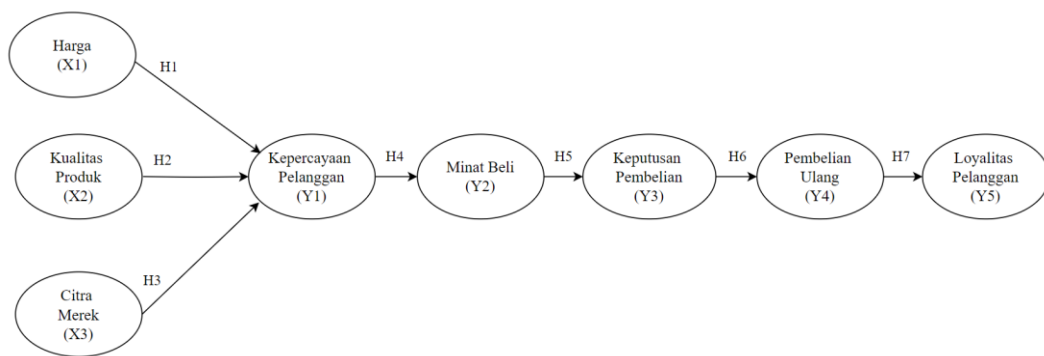 Harga
(X1)
H1
Kualitas
Produk
(X2)
H2
Citra
Merek
(X3)
H3
Kepercayaan
Pelanggan
(Y1)
H4
Minat Beli
(Y2)
H5
Keputusan
Pembelian
(Y3)
H6
Pembelian
Ulang
(Y4)
H7
Loyalitas
Pelanggan
(Y5)